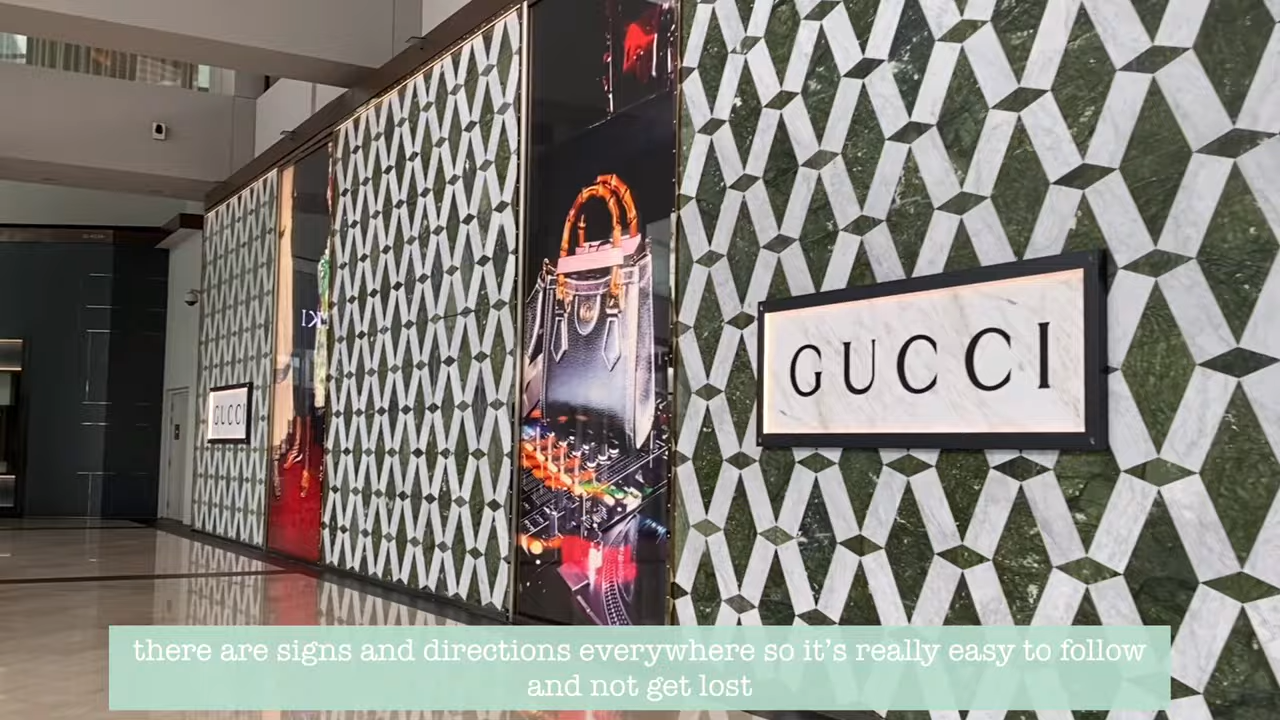 GUCCI
GUCCI
there are signs and directions everywhere so it's really easy to follow
and not get lost